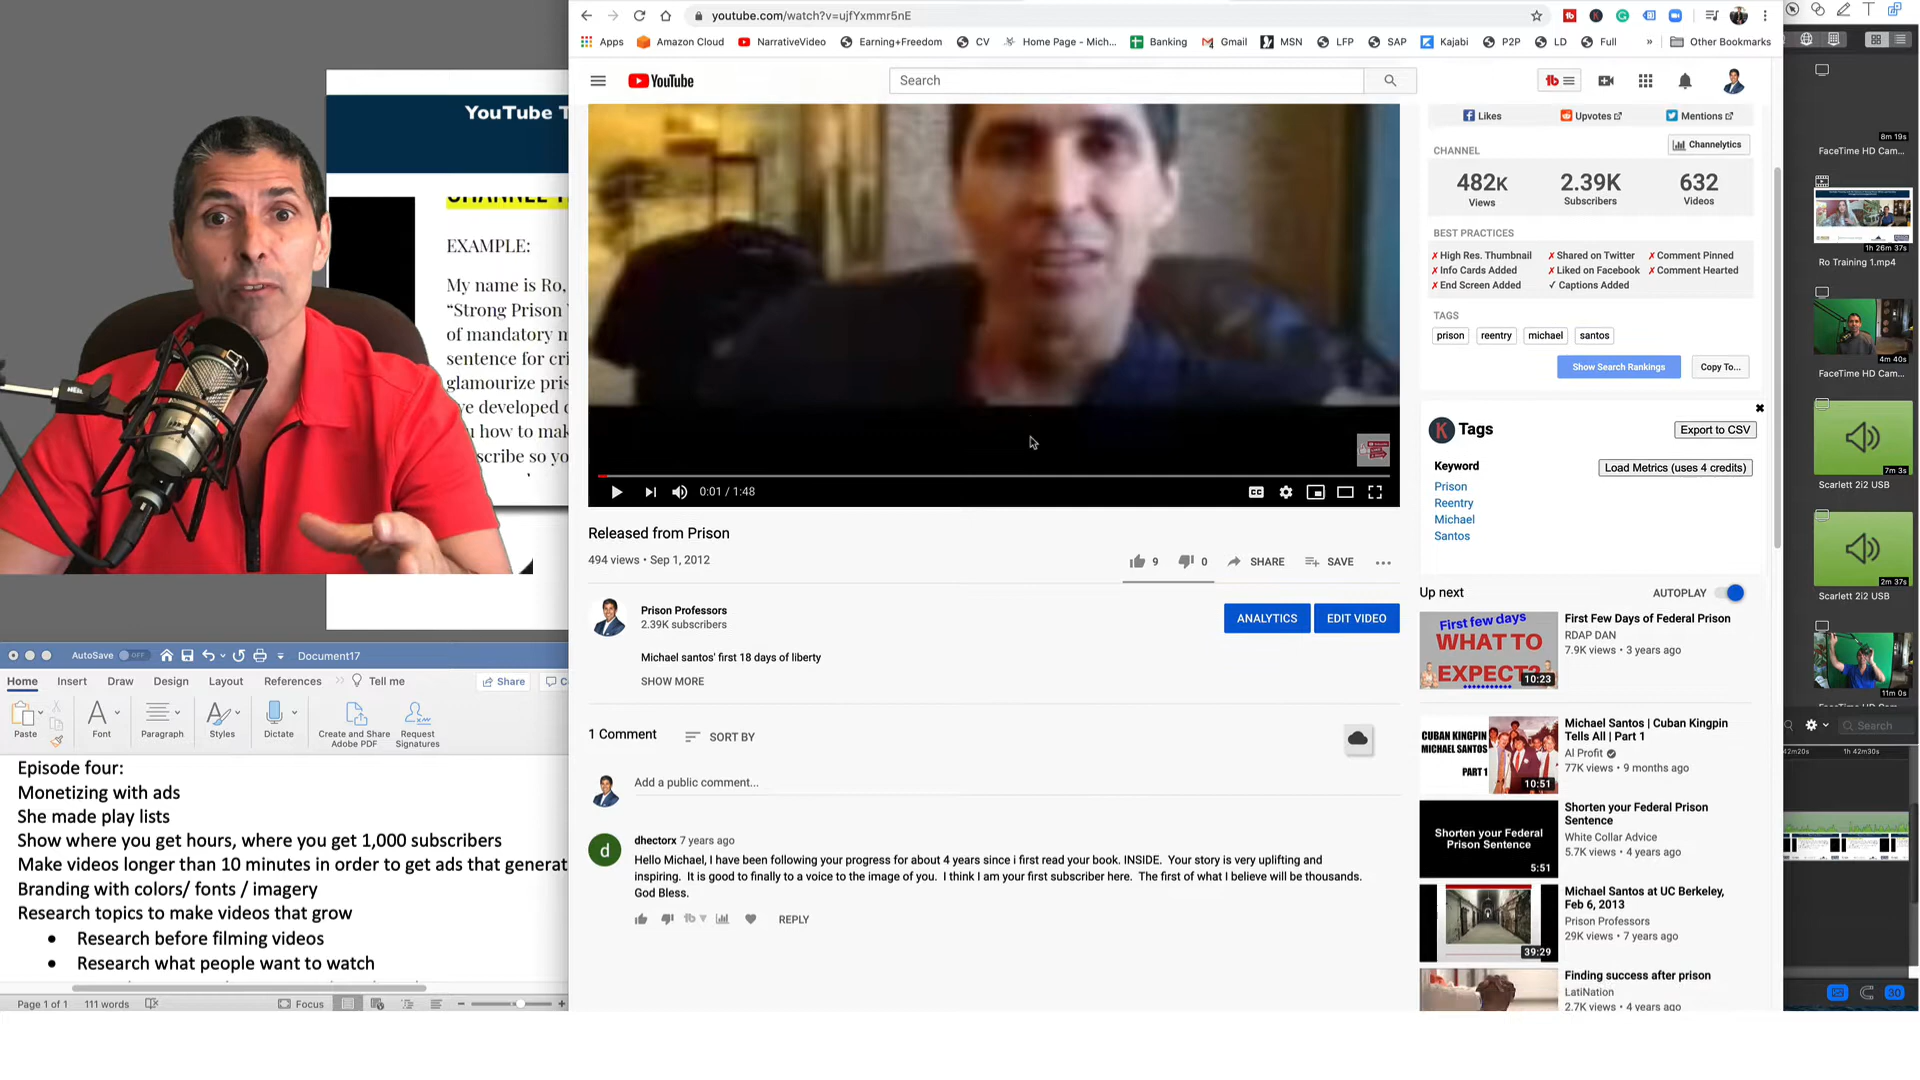 youtube.com/watch?v=ujfYxmmr5nE
Apps
Amazon Cloud
NarrativeVideo
Earning+Freedom
CV
Home Page - Mich...
Banking
Gmail
MSN
LFP
SAP
Kajabi
P2P
LD
Full
»
Other Bookmarks
YouTube
Search
YouTube T
EXAMPLE:
My name is Ro,
“Strong Prison
of mandatory m
sentence for cri
glamourize pris
ve developed
how to mak
scribe so yo
0:01 / 1:48
Released from Prison
494 views • Sep 1, 2012
9
0
SHARE
SAVE
Prison Professors
2.39K subscribers
ANALYTICS
EDIT VIDEO
Michael santos' first 18 days of liberty
SHOW MORE
1 Comment
SORT BY
Add a public comment...
d
dhectorx 7 years ago
Hello Michael, I have been following your progress for about 4 years since i first read your book. INSIDE. Your story is very uplifting and
inspiring. It is good to finally to a voice to the image of you. I think I am your first subscriber here. The first of what I believe will be thousands.
God Bless.
REPLY
Likes
Upvotes
Mentions
CHANNEL
Channelytics
482K
Views
2.39K
Subscribers
632
Videos
BEST PRACTICES
✗ High Res. Thumbnail
✗ Shared on Twitter
✗ Comment Pinned
✗ Info Cards Added
✗ Liked on Facebook
✗ Comment Hearted
✗ End Screen Added
✓ Captions Added
TAGS
prison
reentry
michael
santos
Show Search Rankings
Copy To...
K Tags
Export to CSV
Keyword
Load Metrics (uses 4 credits)
Prison
Reentry
Michael
Santos
Up next
AUTOPLAY
First few days
WHAT TO
EXPECT?
10:23
First Few Days of Federal Prison
RDAP DAN
7.9K views • 3 years ago
CUBAN KINGPIN
MICHAEL SANTOS
PART 1
10:51
Michael Santos | Cuban Kingpin
Tells All | Part 1
Al Profit
77K views • 9 months ago
Shorten your Federal
Prison Sentence
5:51
Shorten your Federal Prison
Sentence
White Collar Advice
5.7K views • 4 years ago
39:29
Michael Santos at UC Berkeley,
Feb 6, 2013
Prison Professors
29K views • 7 years ago
Finding success after prison
LatiNation
2.7K views • 4 years ago
AutoSave
OFF
Document17
Home
Insert
Draw
Design
Layout
References
Tell me
Share
Paste
Font
Paragraph
Styles
Dictate
Create and Share
Adobe PDF
Request
Signatures
Episode four:
Monetizing with ads
She made play lists
Show where you get hours, where you get 1,000 subscribers
Make videos longer than 10 minutes in order to get ads that generat
Branding with colors/ fonts / imagery
Research topics to make videos that grow
• Research before filming videos
• Research what people want to watch
Page 1 of 1
111 words
Focus
8m 19s
FaceTime HD Cam...
1h 26m 37s
Ro Training 1.mp4
4m 40s
FaceTime HD Cam...
7m 3s
Scarlett 2i2 USB
2m 37s
Scarlett 2i2 USB
11m 0s
Search
42m20s
1h 42m30s
30